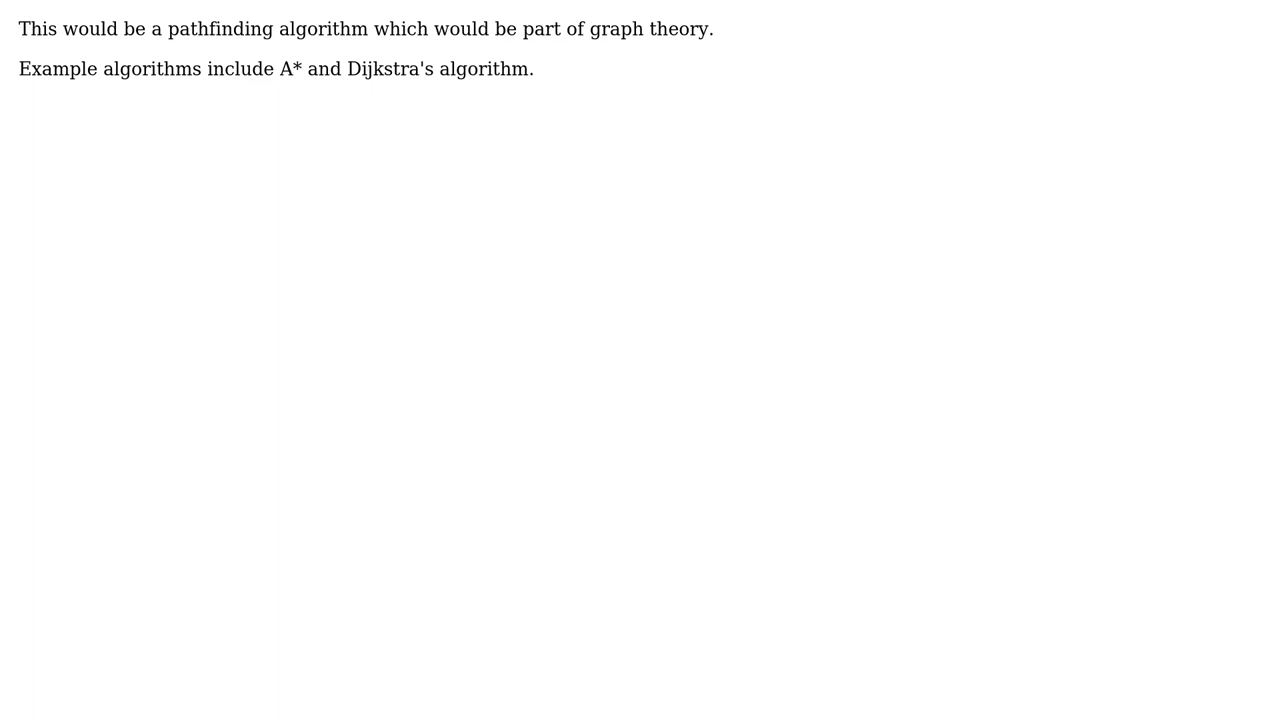 This would be a pathfinding algorithm which would be part of graph theory.
Example algorithms include A* and Dijkstra's algorithm.